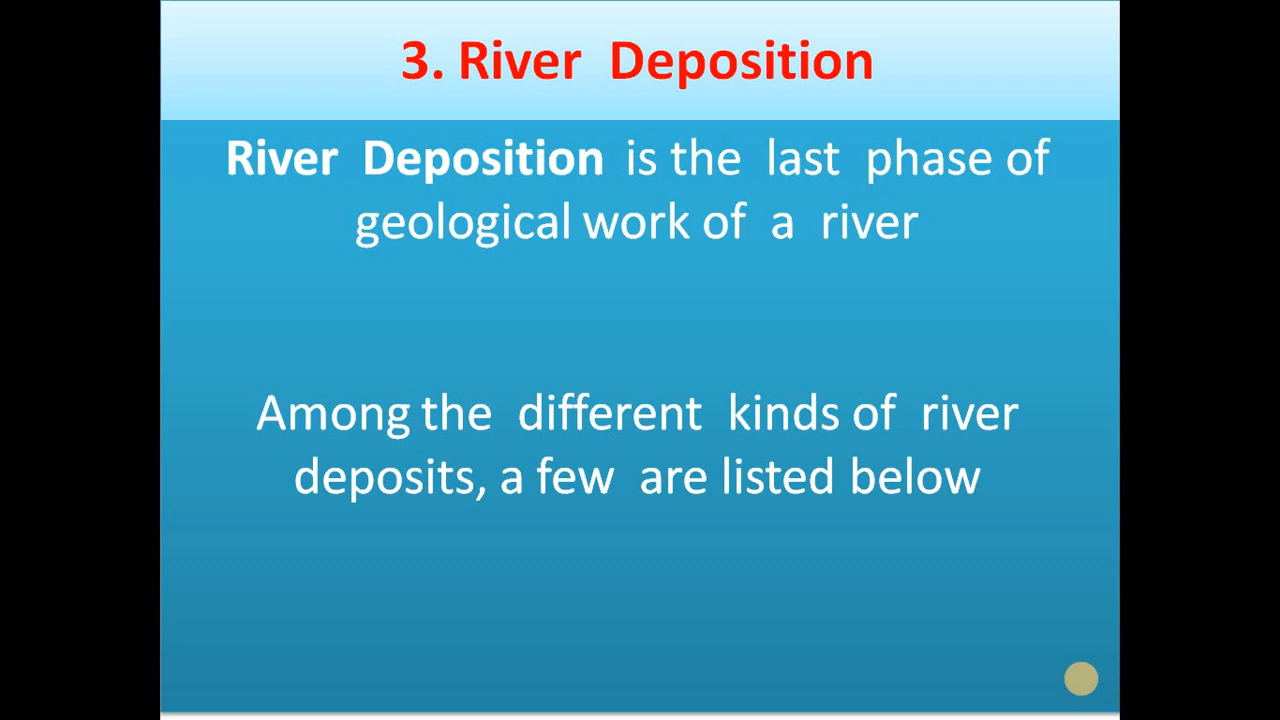 3. River Deposition
River Deposition is the last phase of
geological work of a river
Among the different kinds of river
deposits, a few are listed below